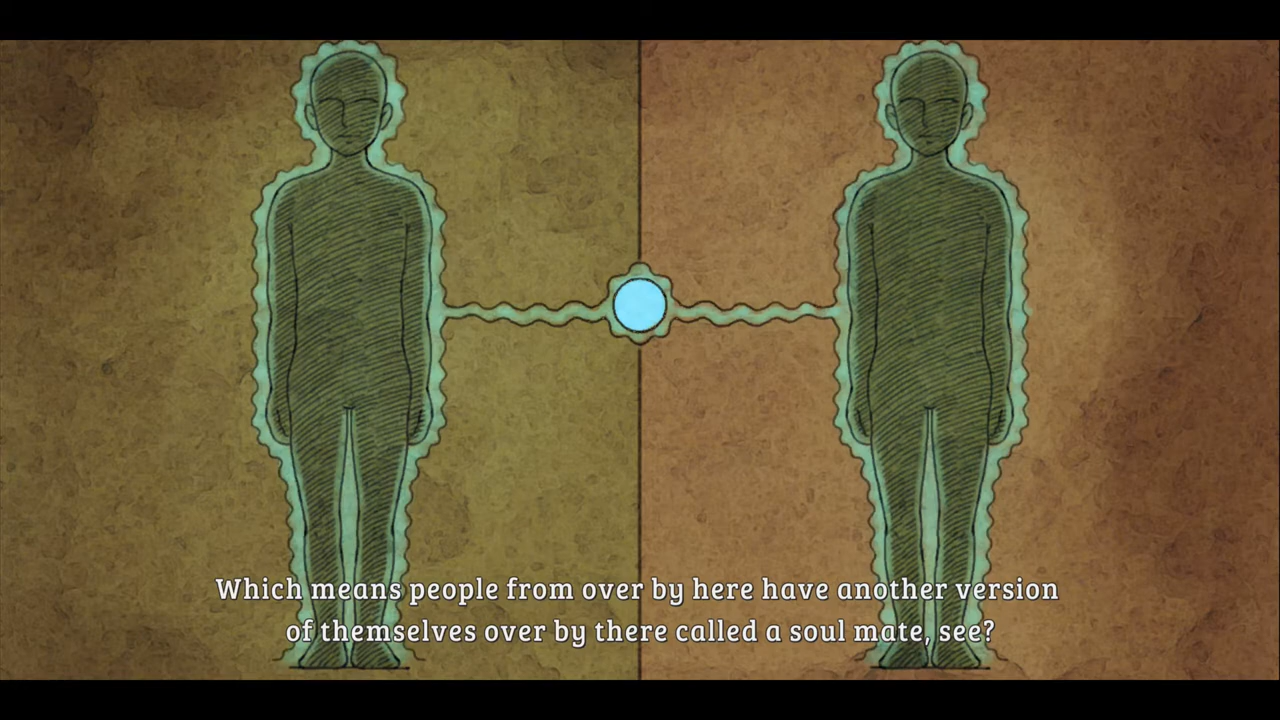 Which means people from over by here have another version
of themselves over by there called a soul mate, see?